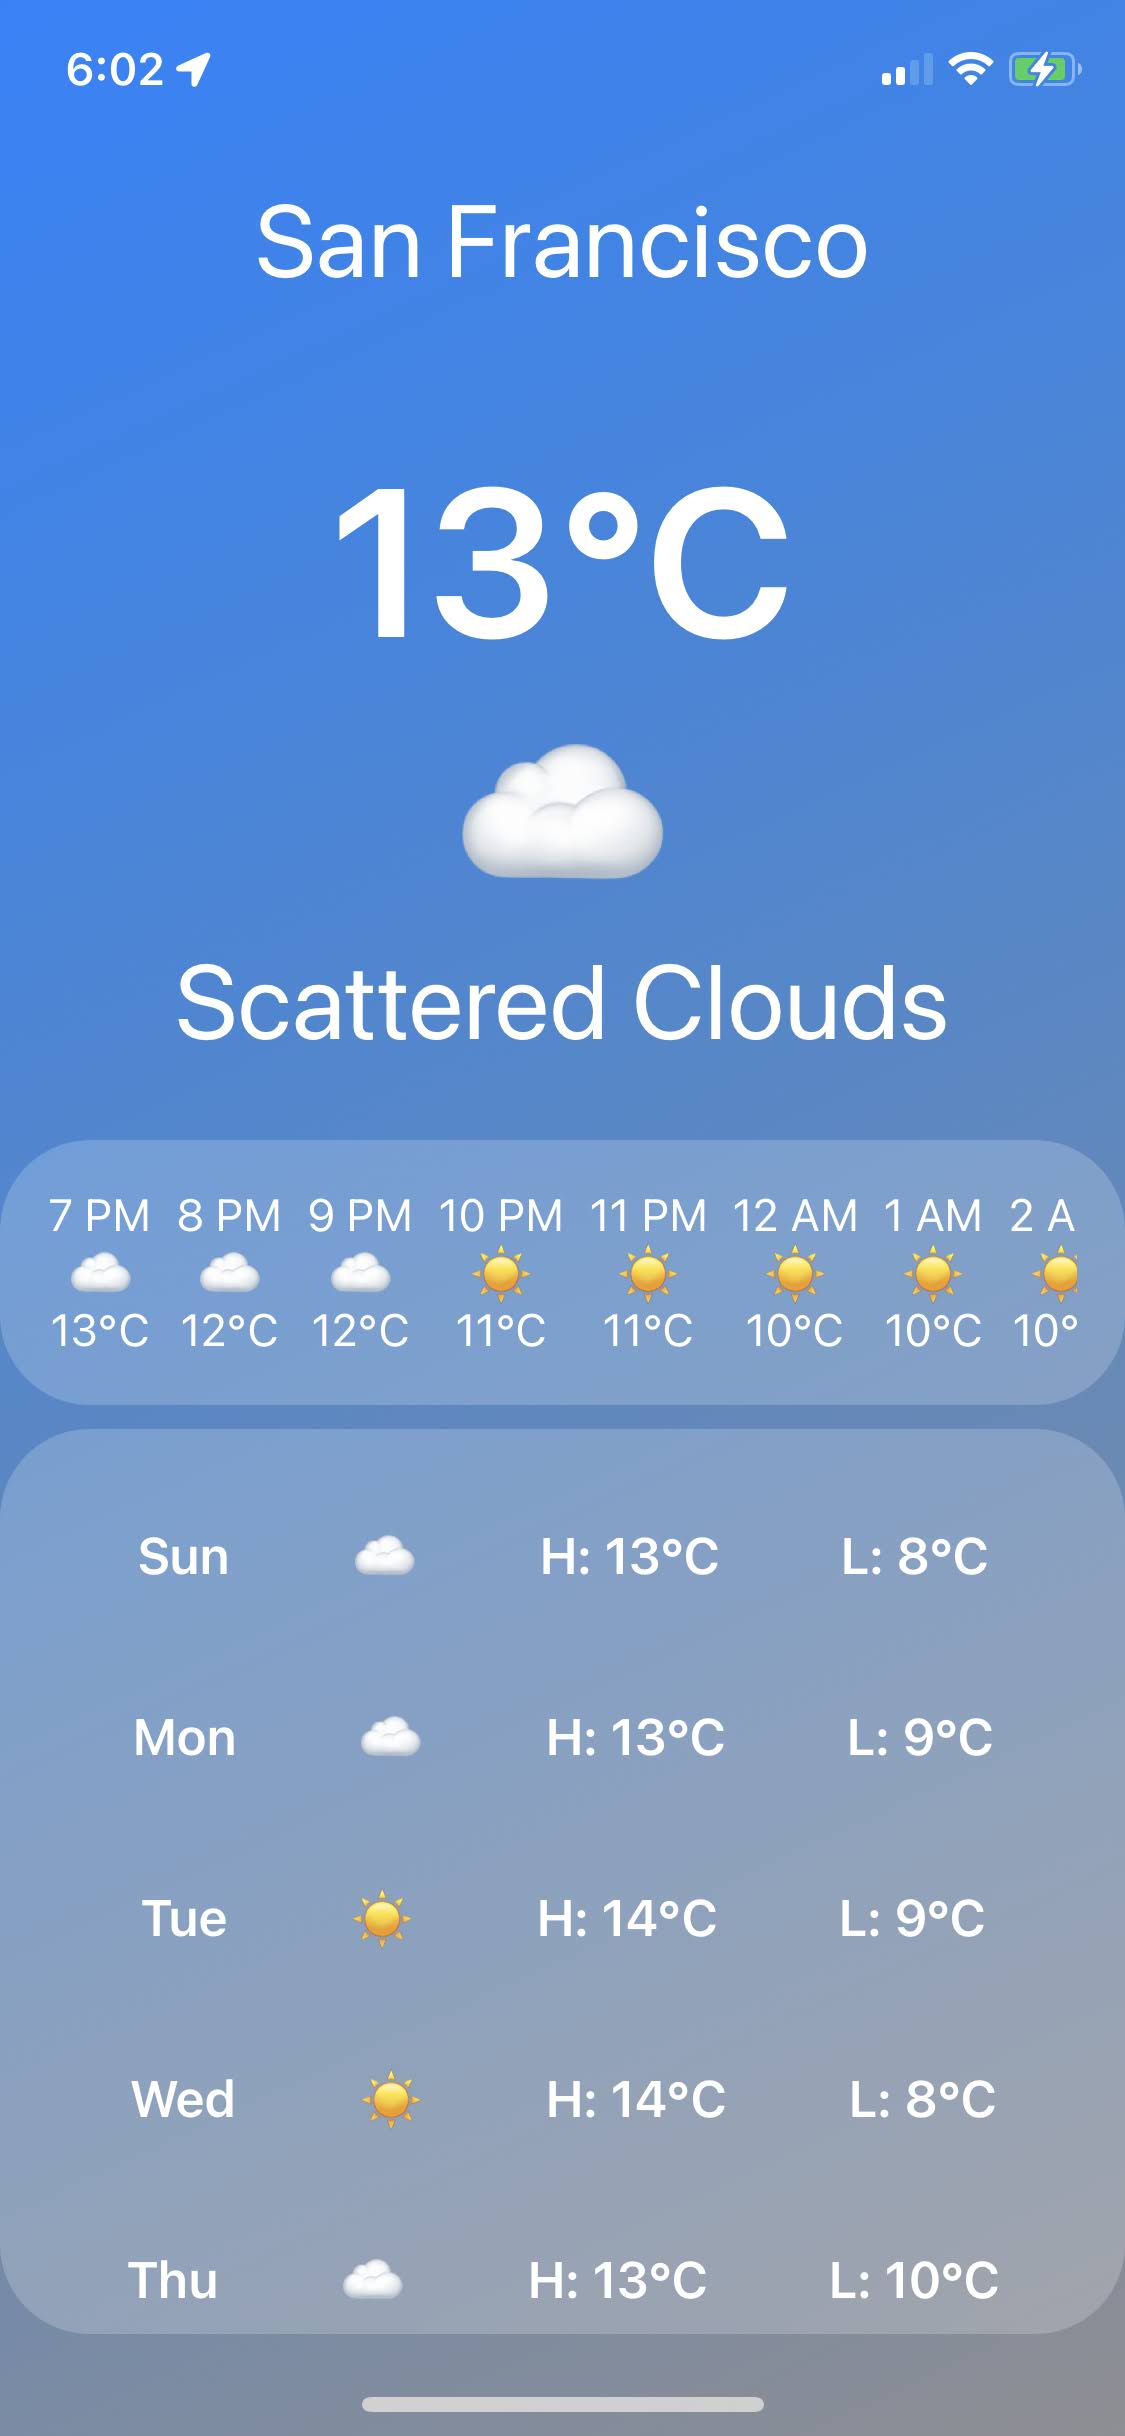 6:02
San Francisco
13°C
Scattered Clouds
7 PM 8 PM 9 PM 10 PM 11 PM 12 AM 1 AM 2 A
13°C 12°C 12°C 11°C 11°C 10°C 10°C 10°
Sun H: 13°C L: 8°C
Mon H: 13°C L: 9°C
Tue H: 14°C L: 9°C
Wed H: 14°C L: 8°C
Thu H: 13°C L: 10°C